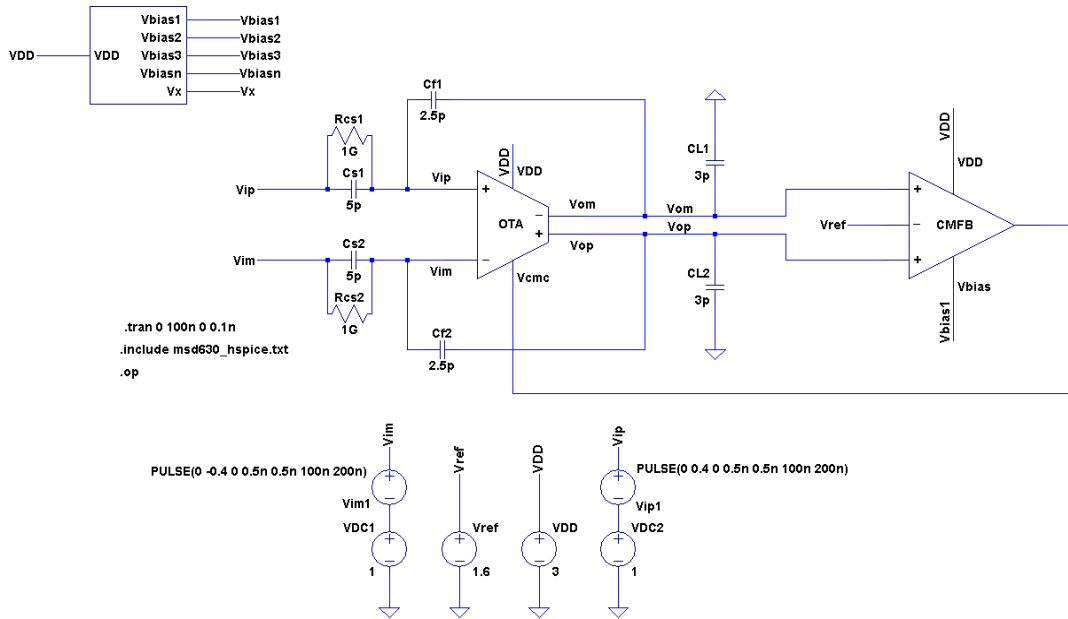 Vbias1 Vbias1
Vbias2 Vbias2
VDD VDD Vbias3 Vbias3
Vbiasn Vbiasn
Vx Vx
Cf1
2.5p
Rcs1
1G
Cs1
5p
Vip Vip
Cs2
5p
Vim Vim
Rcs2
1G
Cf2
2.5p
VDD
VDD
+
−
OTA
−
+
Vom
Vop
Vcmc
Vom
Vop
CL1
3p
CL2
3p
VDD
VDD
Vref
+
−
+
CMFB
Vbias
Vbias1
.tran 0 100n 0 0.1n
.include msd630_hspice.txt
.op
Vim
PULSE(0 -0.4 0 0.5n 0.5n 100n 200n)
+
−
Vim1
VDC1
+
−
1
Vref
Vref
+
−
1.6
VDD
VDD
+
−
3
Vip
PULSE(0 0.4 0 0.5n 0.5n 100n 200n)
+
−
Vip1
VDC2
+
−
1